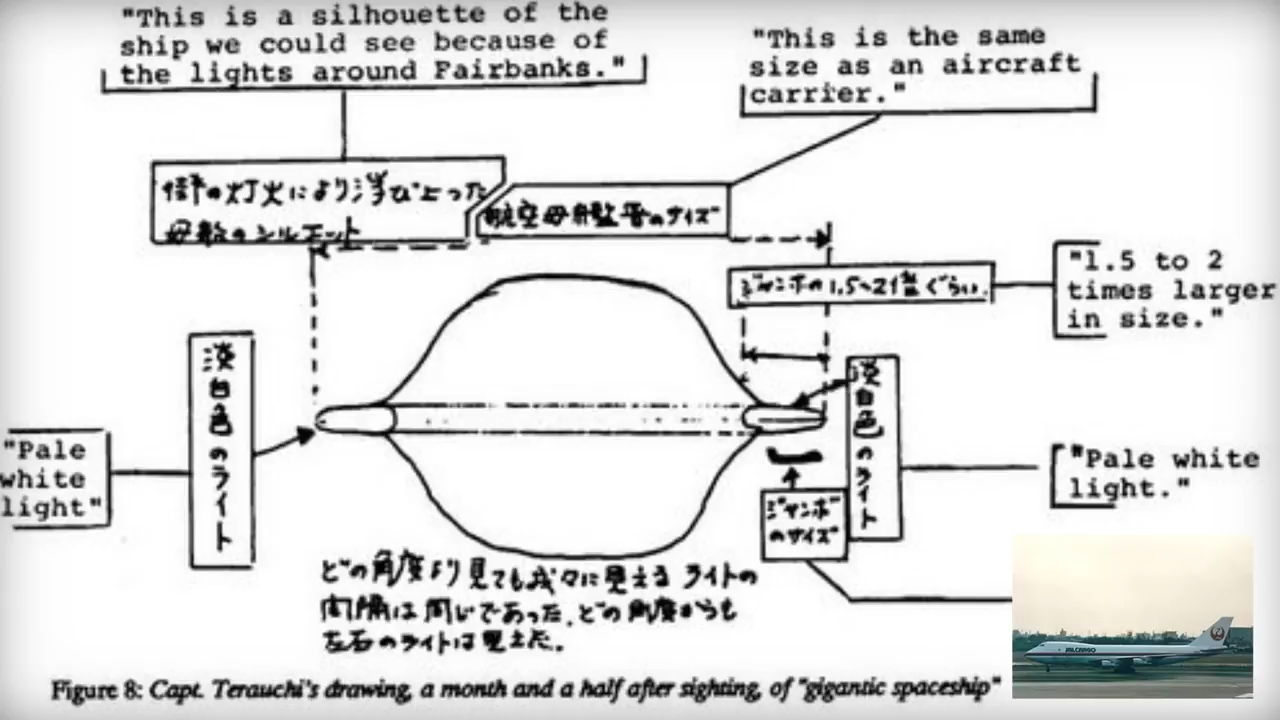 "This is a silhouette of the
ship we could see because of
the lights around Fairbanks."
"This is the same
size as an aircraft
carrier."
の灯火により浮び上った
母船のシルエット
航空母艦 のサイズ
ジャンボの1.5~2倍ぐらい.
"1.5 to 2
times larger
in size."
淡白色のライト
"Pale
white
light"
淡白色のライト
"Pale white
light."
ジャンボ
のサイズ
どの角度より見ても我々に見える ライトの
間隔は同じであった.どの角度からも
左右のライトは見えた.
JALCARGO
Figure 8: Capt. Terauchi's drawing, a month and a half after sighting, of "gigantic spaceship"